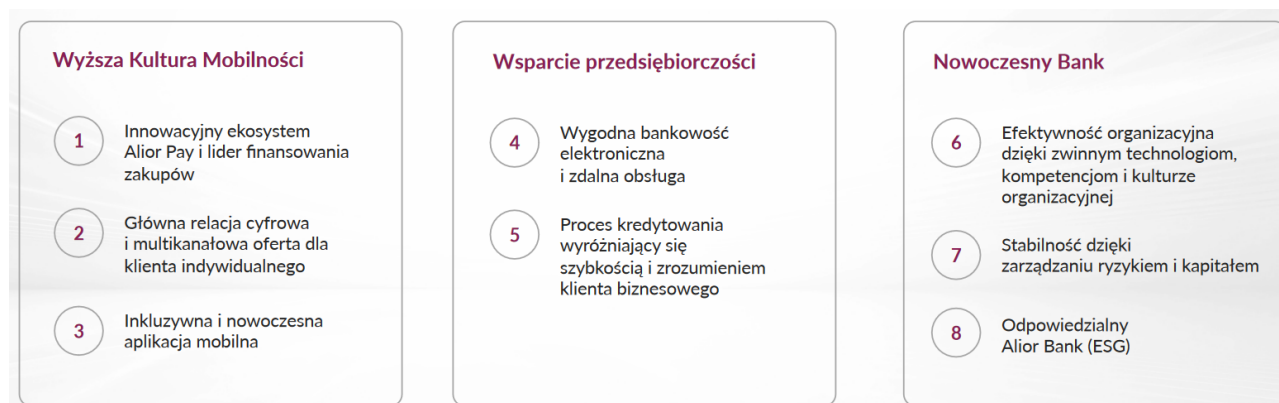 Wyższa Kultura Mobilności
1
Innowacyjny ekosystem
Alior Pay i lider finansowania
zakupów
2
Główna relacja cyfrowa
i multikanałowa oferta dla
klienta indywidualnego
3
Inkluzywna i nowoczesna
aplikacja mobilna
Wsparcie przedsiębiorczości
4
Wygodna bankowość
elektroniczna
i zdalna obsługa
5
Proces kredytowania
wyróżniający się
szybkością i zrozumieniem
klienta biznesowego
Nowoczesny Bank
6
Efektywność organizacyjna
dzięki zwinnym technologiom,
kompetencjom i kulturze
organizacyjnej
7
Stabilność dzięki
zarządzaniu ryzykiem i kapitałem
8
Odpowiedzialny
Alior Bank (ESG)